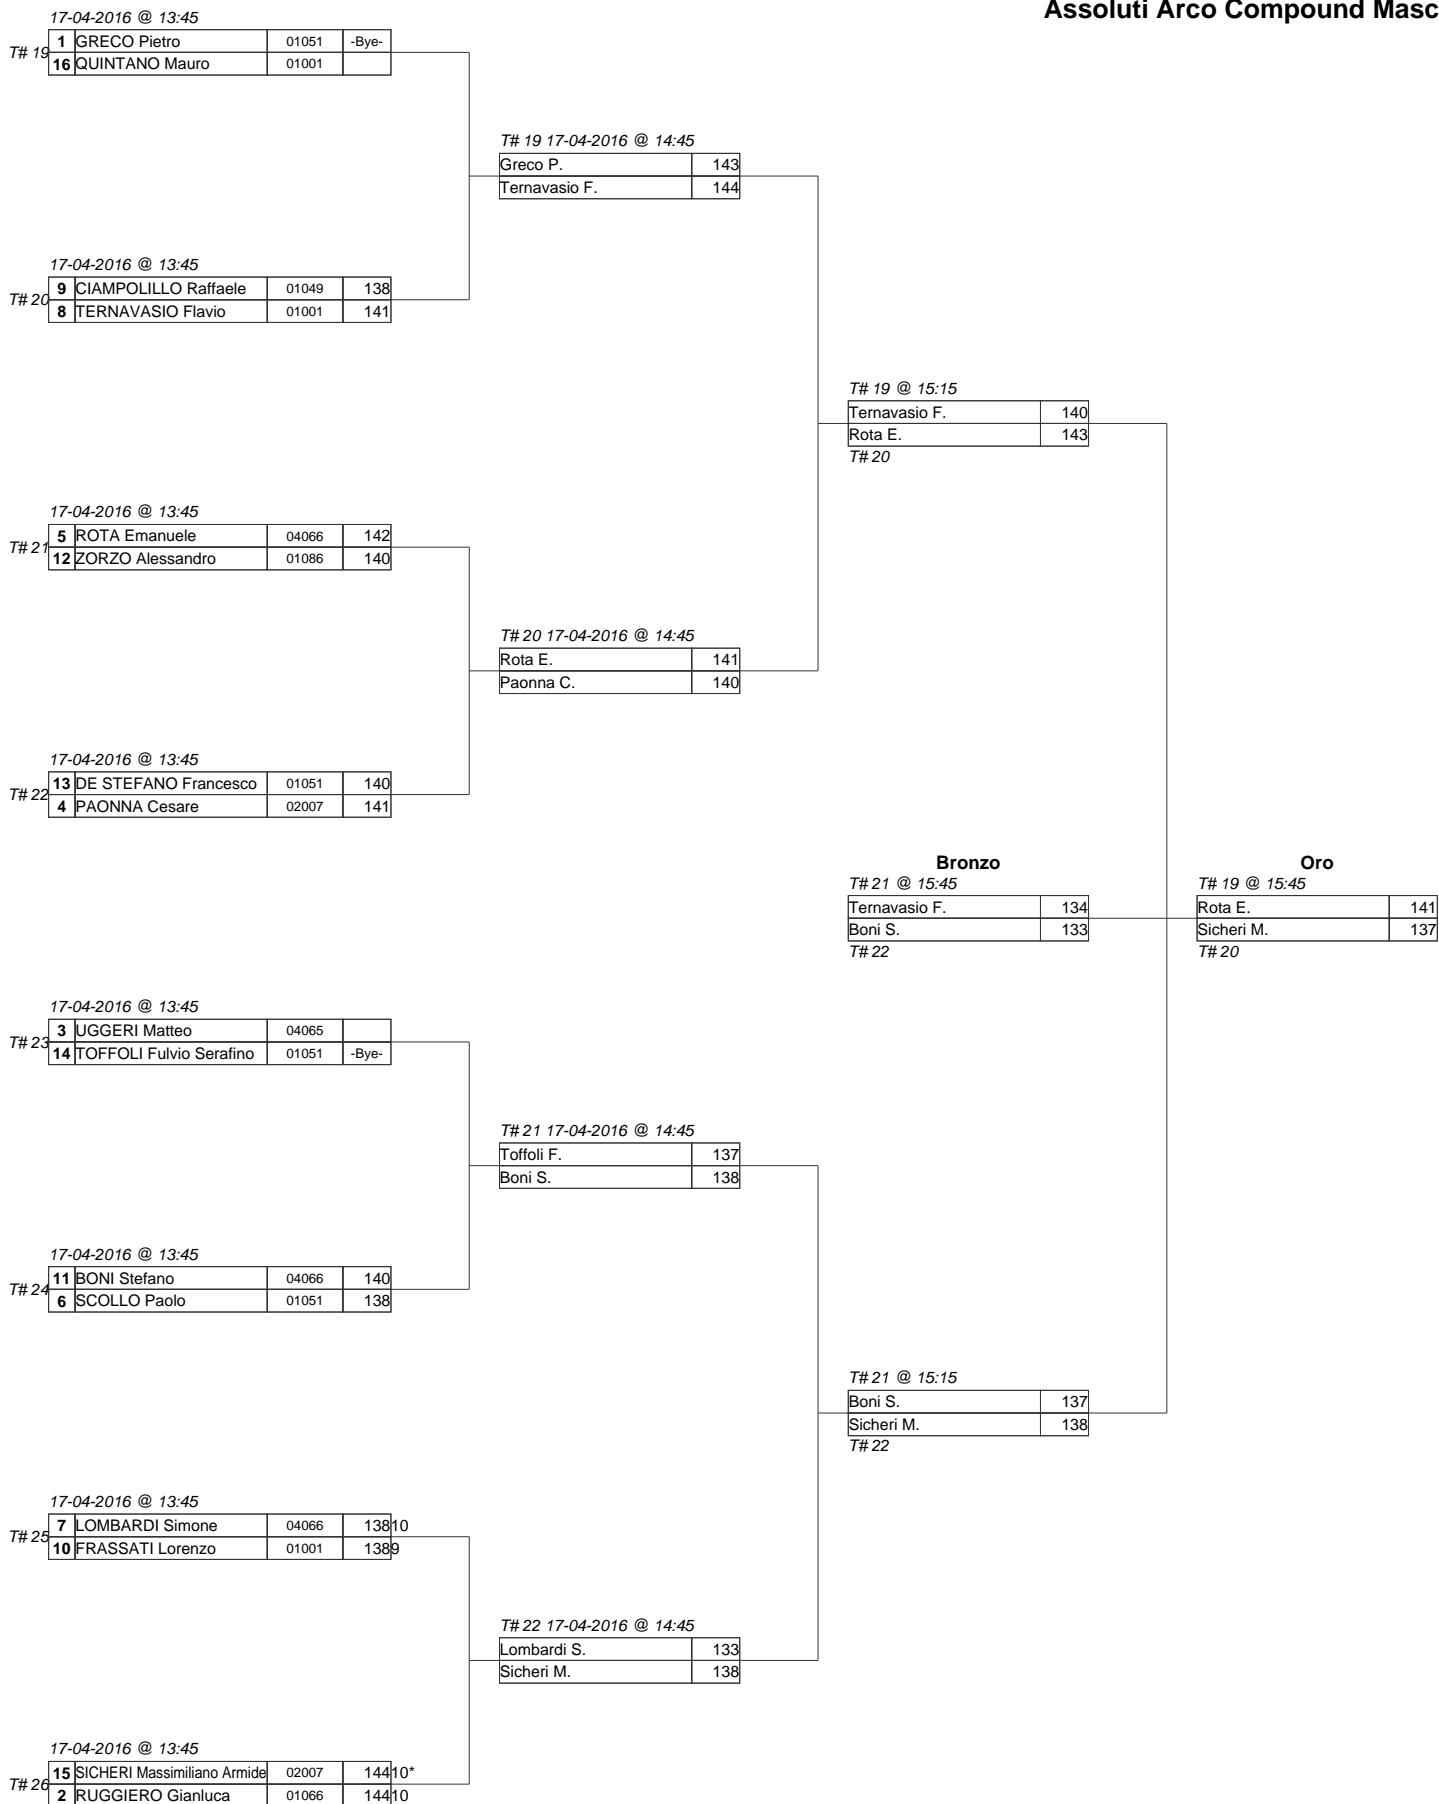 Assoluti Arco Compound Masc
17-04-2016 @ 13:45
T# 19
1 GRECO Pietro 01051 -Bye-
16 QUINTANO Mauro 01001
T# 19 17-04-2016 @ 14:45
Greco P. 143
Ternavasio F. 144
17-04-2016 @ 13:45
T# 20
9 CIAMPOLILLO Raffaele 01049 138
8 TERNAVASIO Flavio 01001 141
T# 19 @ 15:15
Ternavasio F. 140
Rota E. 143
T# 20
17-04-2016 @ 13:45
T# 21
5 ROTA Emanuele 04066 142
12 ZORZO Alessandro 01086 140
T# 20 17-04-2016 @ 14:45
Rota E. 141
Paonna C. 140
17-04-2016 @ 13:45
T# 22
13 DE STEFANO Francesco 01051 140
4 PAONNA Cesare 02007 141
Bronzo
T# 21 @ 15:45
Ternavasio F. 134
Boni S. 133
T# 22
Oro
T# 19 @ 15:45
Rota E. 141
Sicheri M. 137
T# 20
17-04-2016 @ 13:45
T# 23
3 UGGERI Matteo 04065
14 TOFFOLI Fulvio Serafino 01051 -Bye-
T# 21 17-04-2016 @ 14:45
Toffoli F. 137
Boni S. 138
17-04-2016 @ 13:45
T# 24
11 BONI Stefano 04066 140
6 SCOLLO Paolo 01051 138
T# 21 @ 15:15
Boni S. 137
Sicheri M. 138
T# 22
17-04-2016 @ 13:45
T# 25
7 LOMBARDI Simone 04066 138 10
10 FRASSATI Lorenzo 01001 138 9
T# 22 17-04-2016 @ 14:45
Lombardi S. 133
Sicheri M. 138
17-04-2016 @ 13:45
T# 26
15 SICHERI Massimiliano Armide 02007 144 10*
2 RUGGIERO Gianluca 01066 144 10